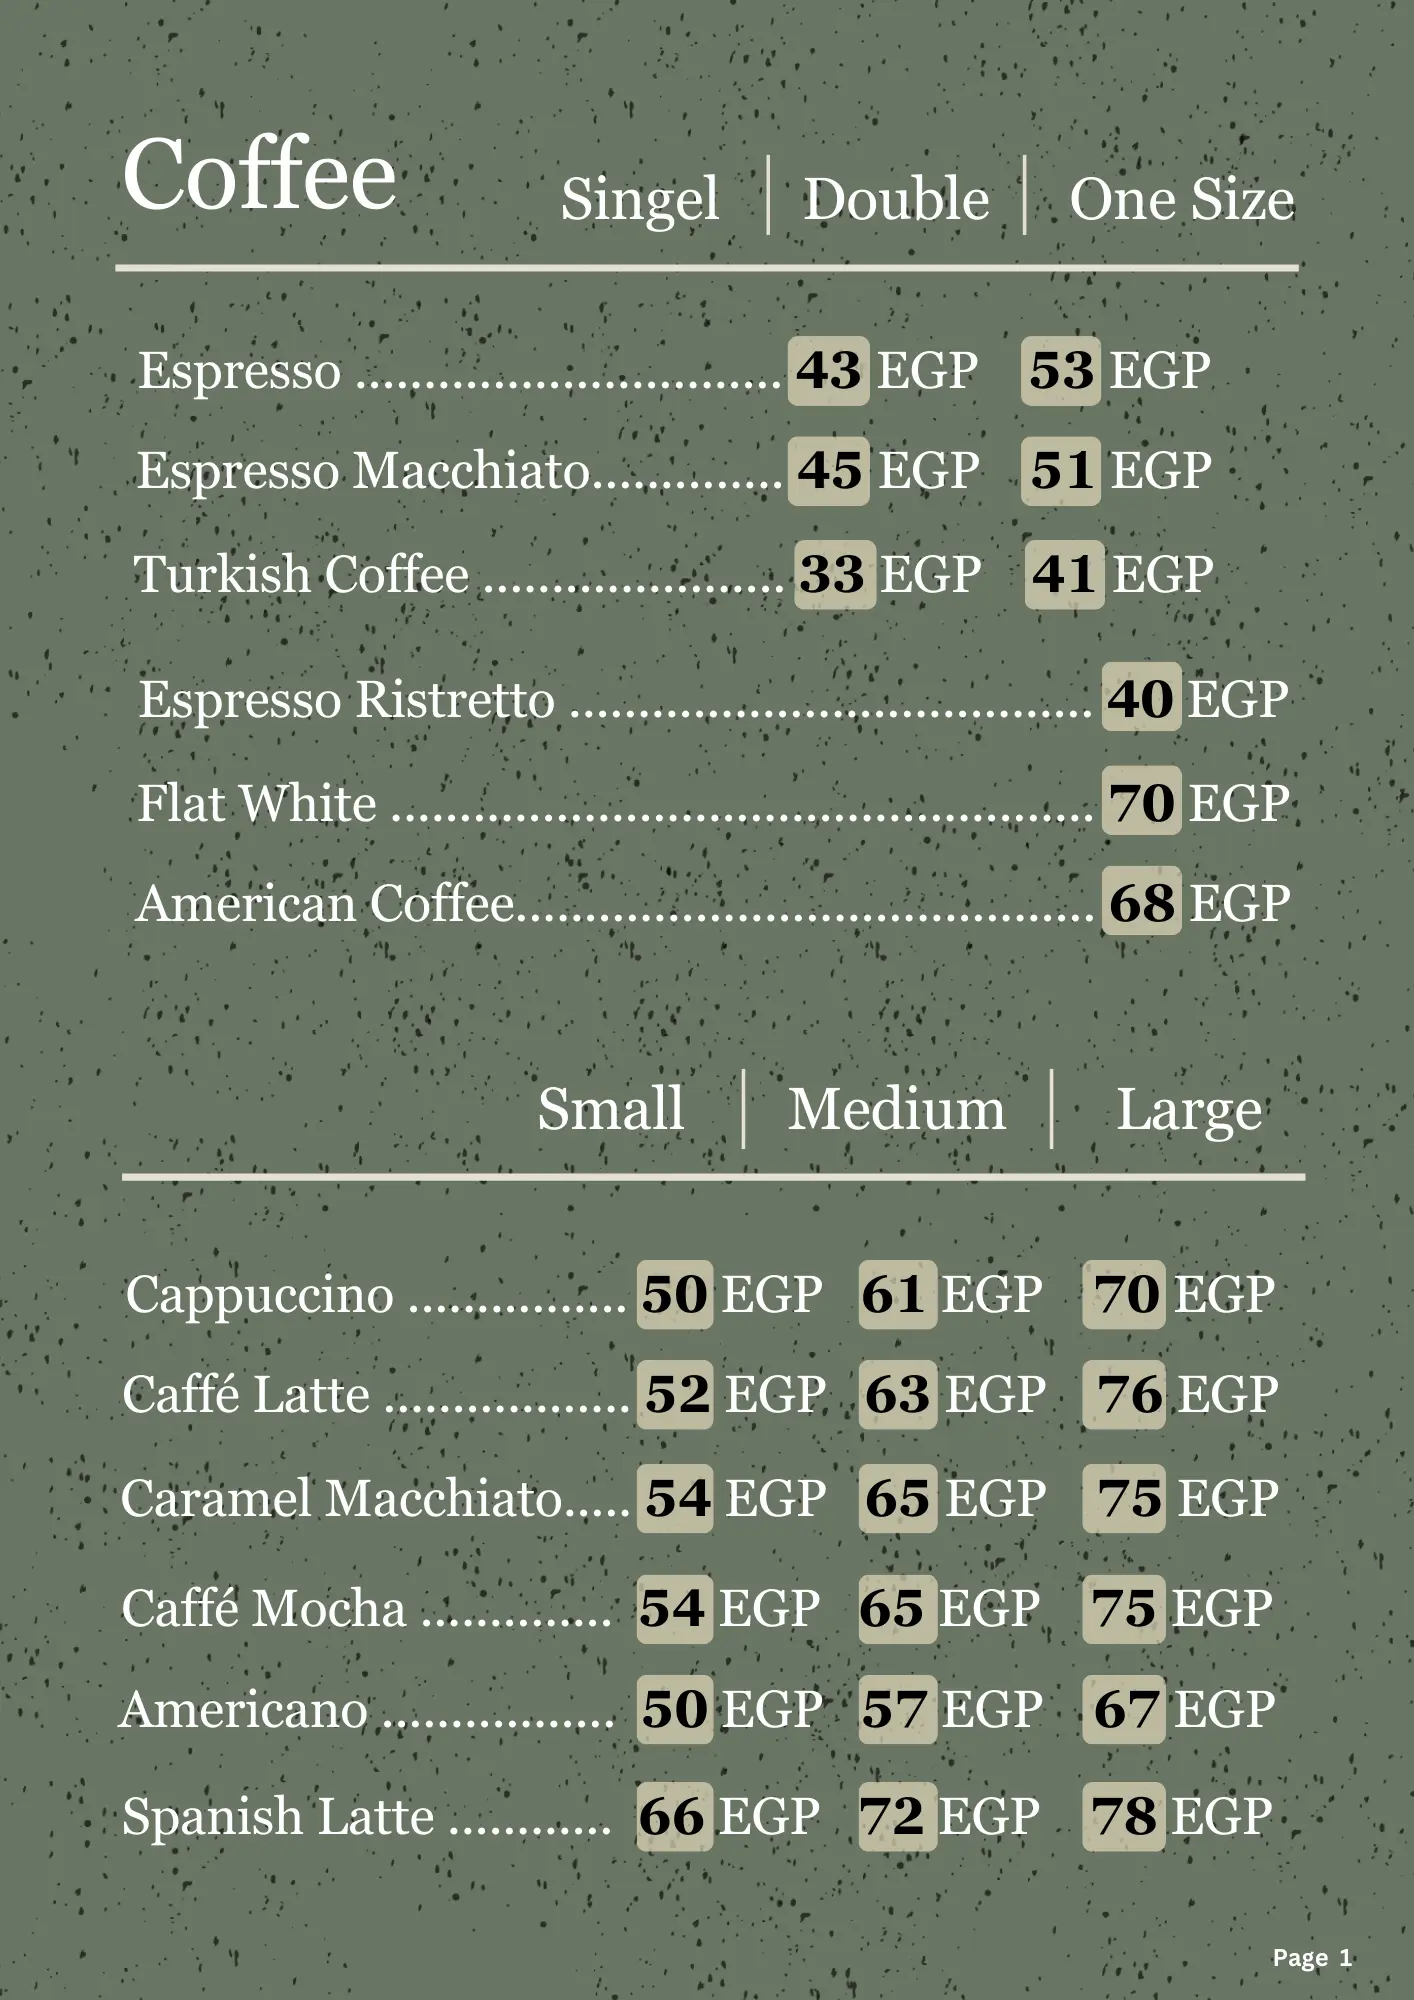 Coffee Singel Double One Size
Espresso ............................... 43 EGP 53 EGP
Espresso Macchiato.............. 45 EGP 51 EGP
Turkish Coffee ...................... 33 EGP 41 EGP
Espresso Ristretto ...................................... 40 EGP
Flat White ................................................... 70 EGP
American Coffee.......................................... 68 EGP
Small Medium Large
Cappuccino ................ 50 EGP 61 EGP 70 EGP
Caffé Latte .................. 52 EGP 63 EGP 76 EGP
Caramel Macchiato..... 54 EGP 65 EGP 75 EGP
Caffé Mocha .............. 54 EGP 65 EGP 75 EGP
Americano ................. 50 EGP 57 EGP 67 EGP
Spanish Latte ............ 66 EGP 72 EGP 78 EGP
Page 1